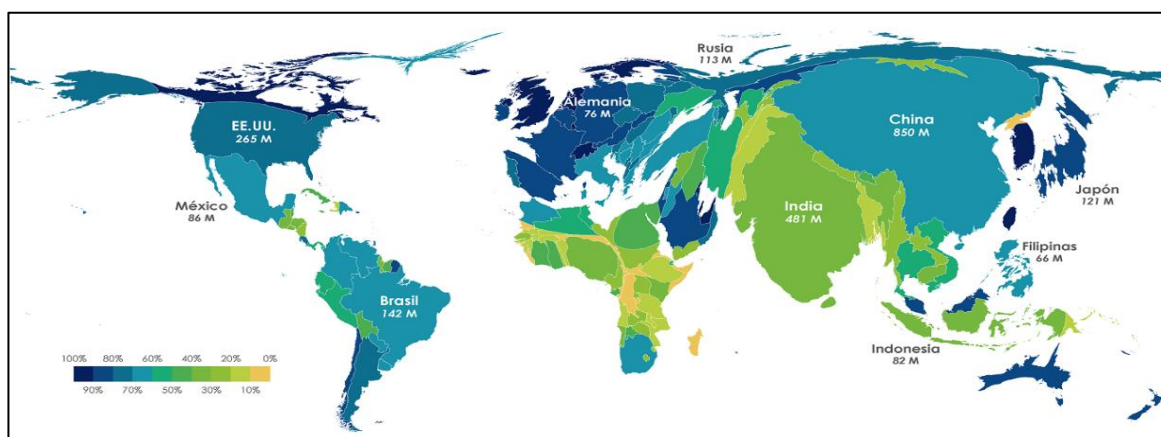 Rusia
113 M
Alemania
76 M
EE.UU.
265 M
China
850 M
México
86 M
India
481 M
Japón
121 M
Filipinas
66 M
Brasil
142 M
Indonesia
82 M
100% 80% 60% 40% 20% 0%
90% 70% 50% 30% 10%